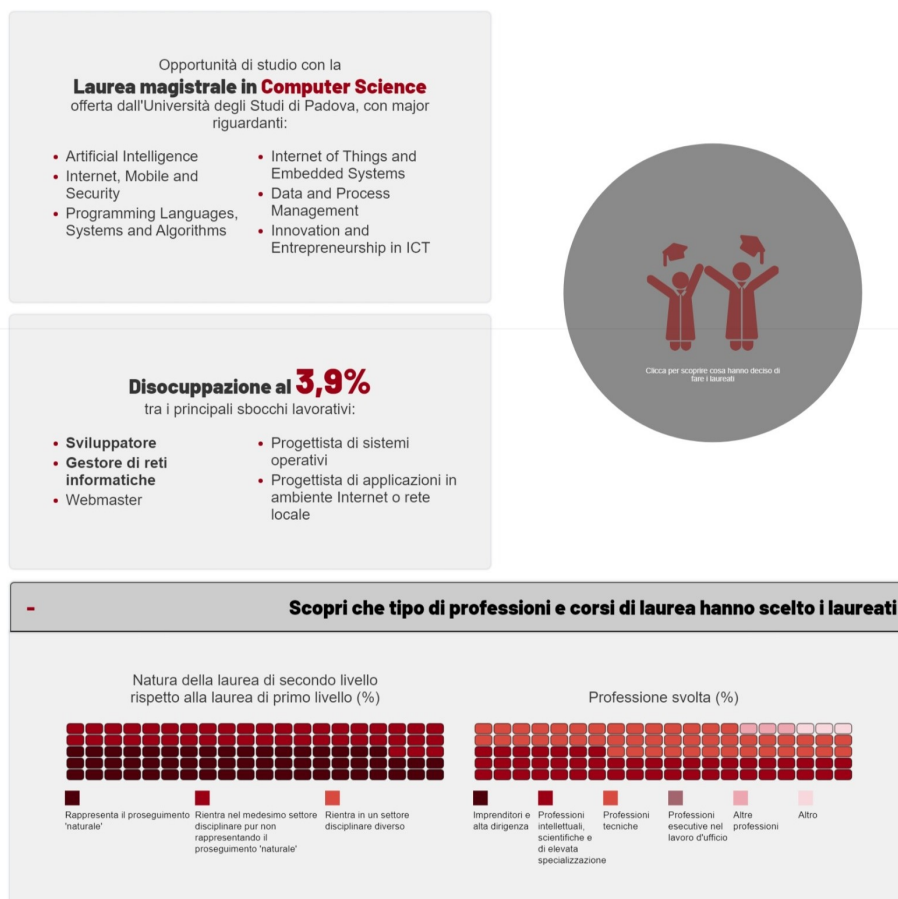 Opportunità di studio con la
Laurea magistrale in Computer Science
offerta dall'Università degli Studi di Padova, con major
riguardanti:
Artificial Intelligence
Internet, Mobile and
Security
Programming Languages,
Systems and Algorithms
Internet of Things and
Embedded Systems
Data and Process
Management
Innovation and
Entrepreneurship in ICT
Clicca per scoprire cosa hanno deciso di
fare i laureati
Disocuppazione al 3,9%
tra i principali sbocchi lavorativi:
Sviluppatore
Gestore di reti
informatiche
Webmaster
Progettista di sistemi
operativi
Progettista di applicazioni in
ambiente Internet o rete
locale
- Scopri che tipo di professioni e corsi di laurea hanno scelto i laureati
Natura della laurea di secondo livello
rispetto alla laurea di primo livello (%)
Rappresenta il proseguimento
'naturale'
Rientra nel medesimo settore
disciplinare pur non
rappresentando il
proseguimento 'naturale'
Rientra in un settore
disciplinare diverso
Professione svolta (%)
Imprenditori e
alta dirigenza
Professioni
intellettuali,
scientifiche e
di elevata
specializzazione
Professioni
tecniche
Professioni
esecutive nel
lavoro d'ufficio
Altre
professioni
Altro